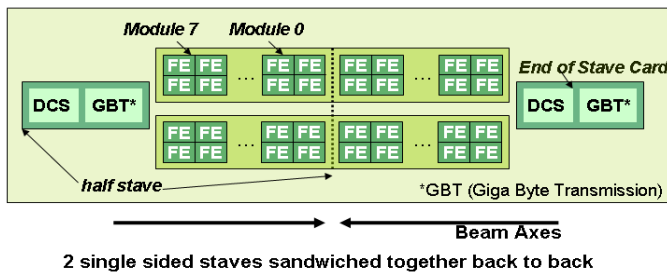 Module 7 Module 0
FE FE ... FE FE FE FE ... FE FE
FE FE FE FE FE FE FE FE
End of Stave Card
DCS GBT* DCS GBT*
FE FE ... FE FE FE FE ... FE FE
FE FE FE FE FE FE FE FE
half stave
*GBT (Giga Byte Transmission)
Beam Axes
2 single sided staves sandwiched together back to back